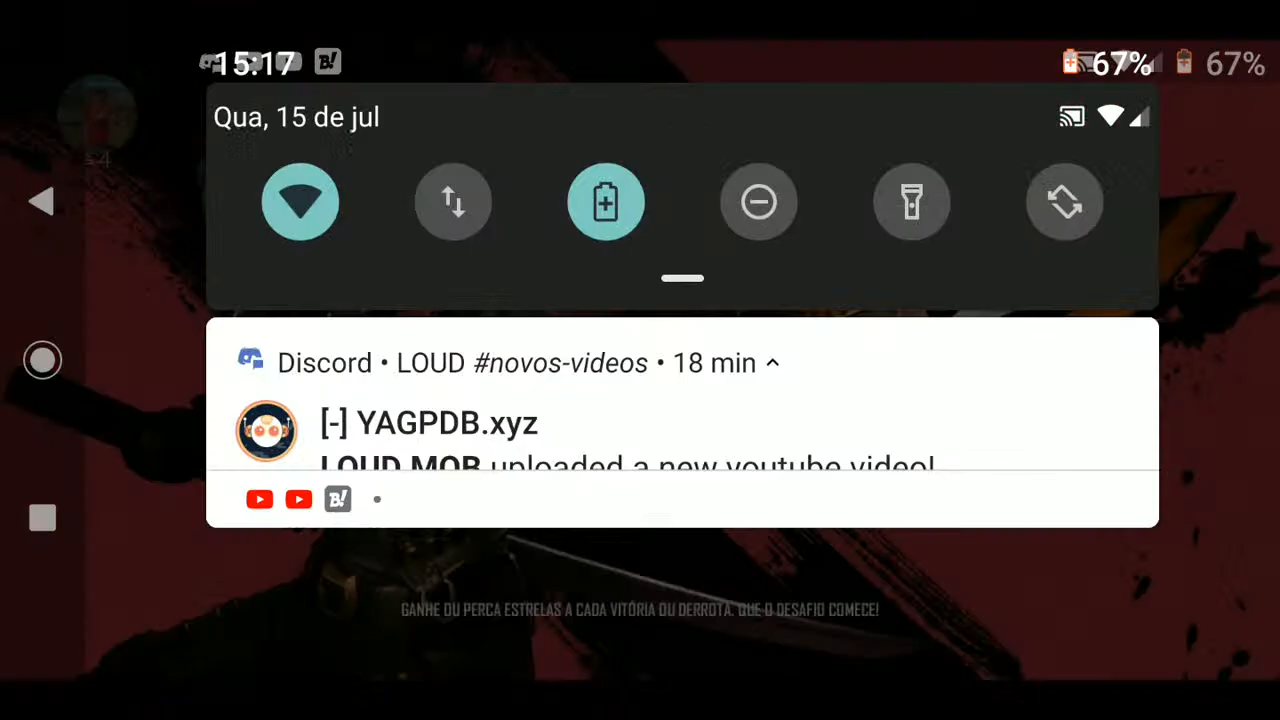 15:17
67%
67%
Qua, 15 de jul
Discord • LOUD #novos-videos • 18 min
[-] YAGPDB.xyz
LOUD MOB uploaded a new youtube video!
B!
GANHE OU PERCA ESTRELAS A CADA VITÓRIA OU DERROTA. QUE O DESAFIO COMECE!